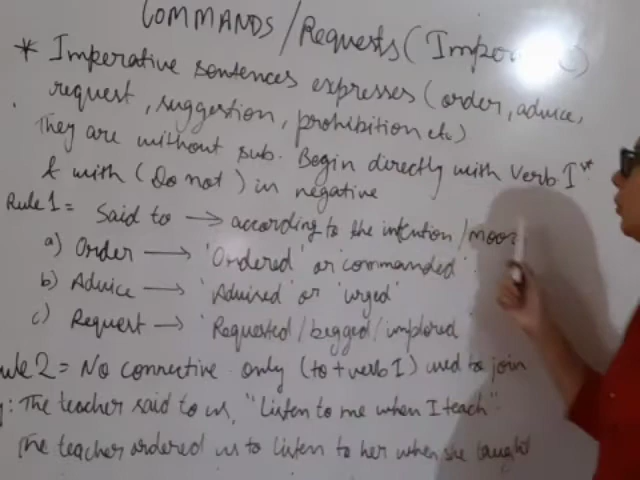 COMMANDS/Requests(
* Imperative sentences expresses (order, advice,
request, suggestion, prohibition etc.)
They are without sub. Begin directly with Verb Ist
& with (Do not) in negative
Rule 1 = Said to → according to the intention/mood
a) Order → 'Ordered' or 'commanded'
b) Advice → 'Advised' or 'urged'
c) Request → 'Requested/begged/implored
Rule 2 = No connective only (to + verb I) used to join
: The teacher said to us, "Listen to me when I teach".
The teacher ordered us to listen to her when she taught